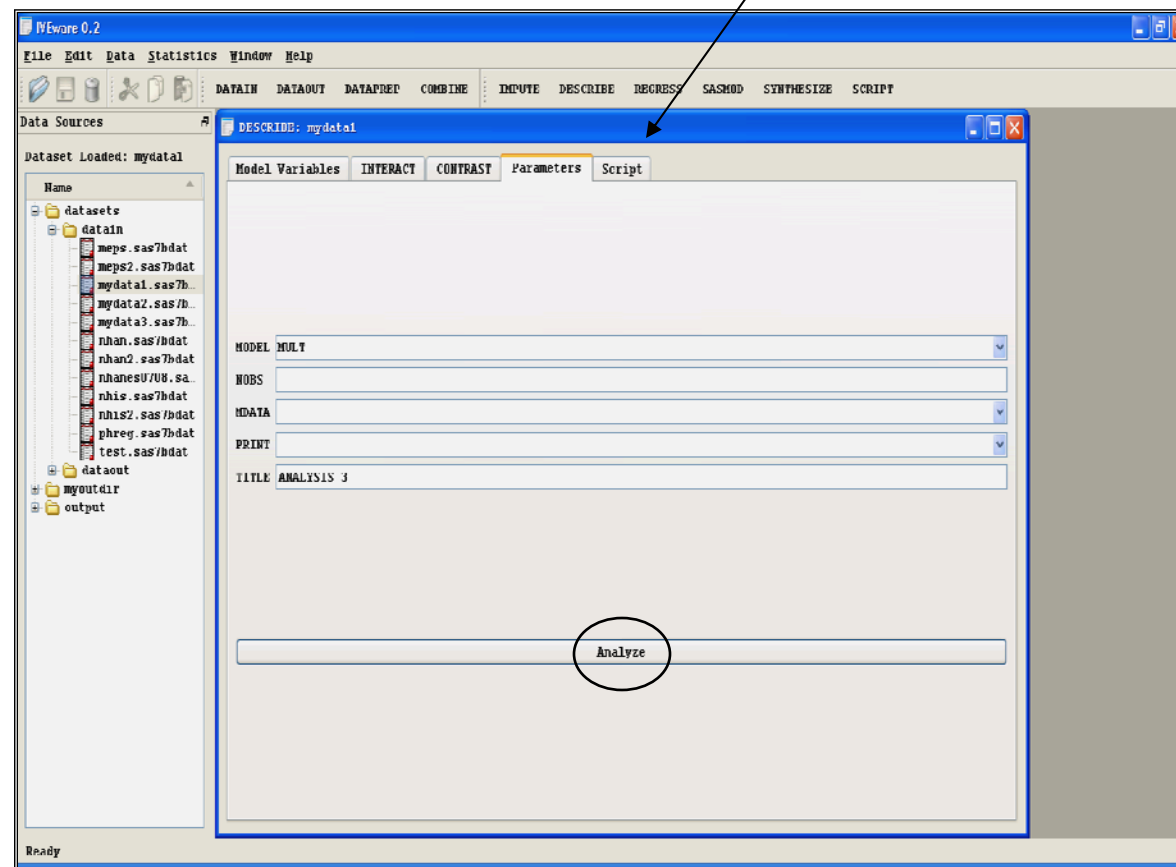 IVEware 0.2
File Edit Data Statistics Window Help
DATAIN DATAOUT DATAPREP COMBINE IMPUTE DESCRIBE REGRESS SASMOD SYNTHESIZE SCRIPT
Data Sources
DESCRIBE: mydata1
Dataset Loaded: mydata1
Model Variables INTERACT CONTRAST Parameters Script
Name
datasets
datain
meps.sas7bdat
meps2.sas7bdat
mydata1.sas7b...
mydata2.sas7b...
mydata3.sas7b...
nhan.sas7bdat
nhan2.sas7bdat
nhanes0708.sa...
nhis.sas7bdat
nhis2.sas7bdat
phreg.sas7bdat
test.sas7bdat
dataout
myoutdir
output
MODEL MULT
NOBS
MDATA
PRINT
TITLE ANALYSIS 3
Analyze
Ready